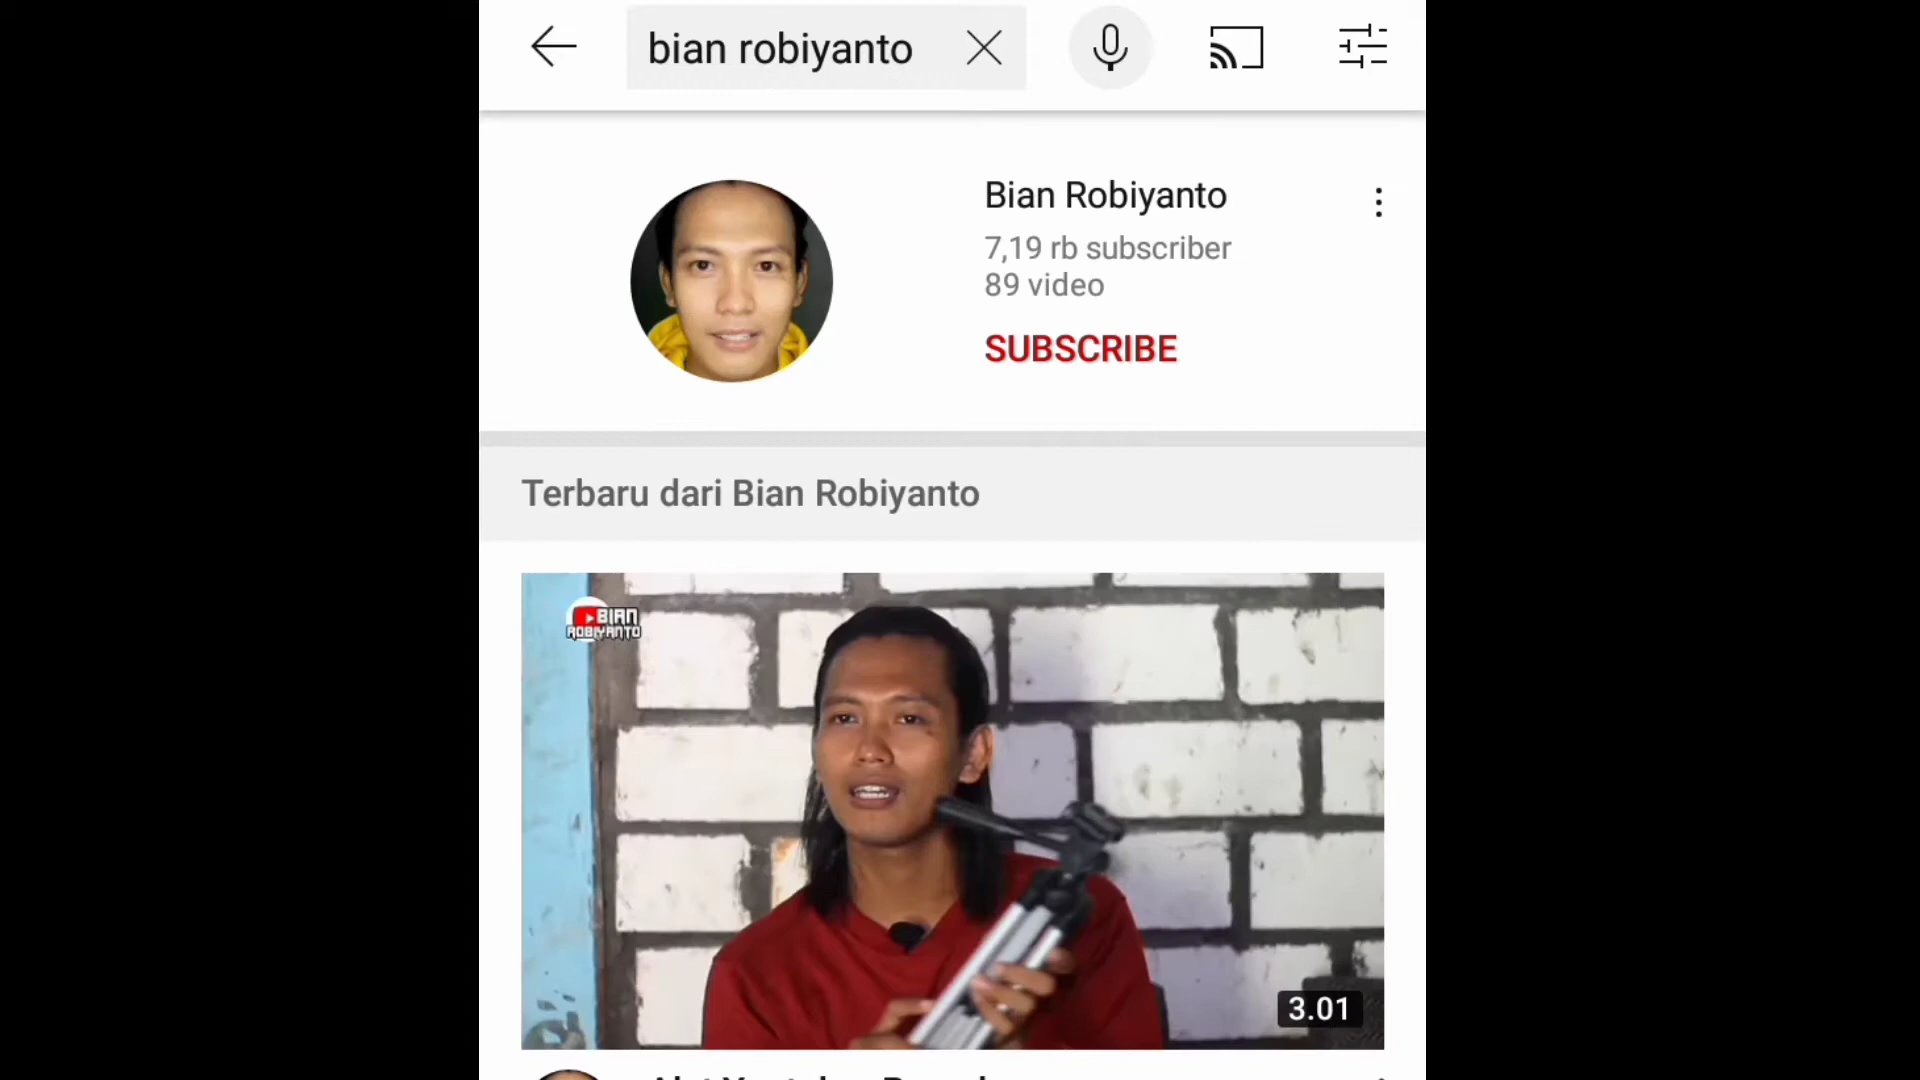 bian robiyanto
Bian Robiyanto
7,19 rb subscriber
89 video
SUBSCRIBE
Terbaru dari Bian Robiyanto
BIAN
ROBIYANTO
3.01